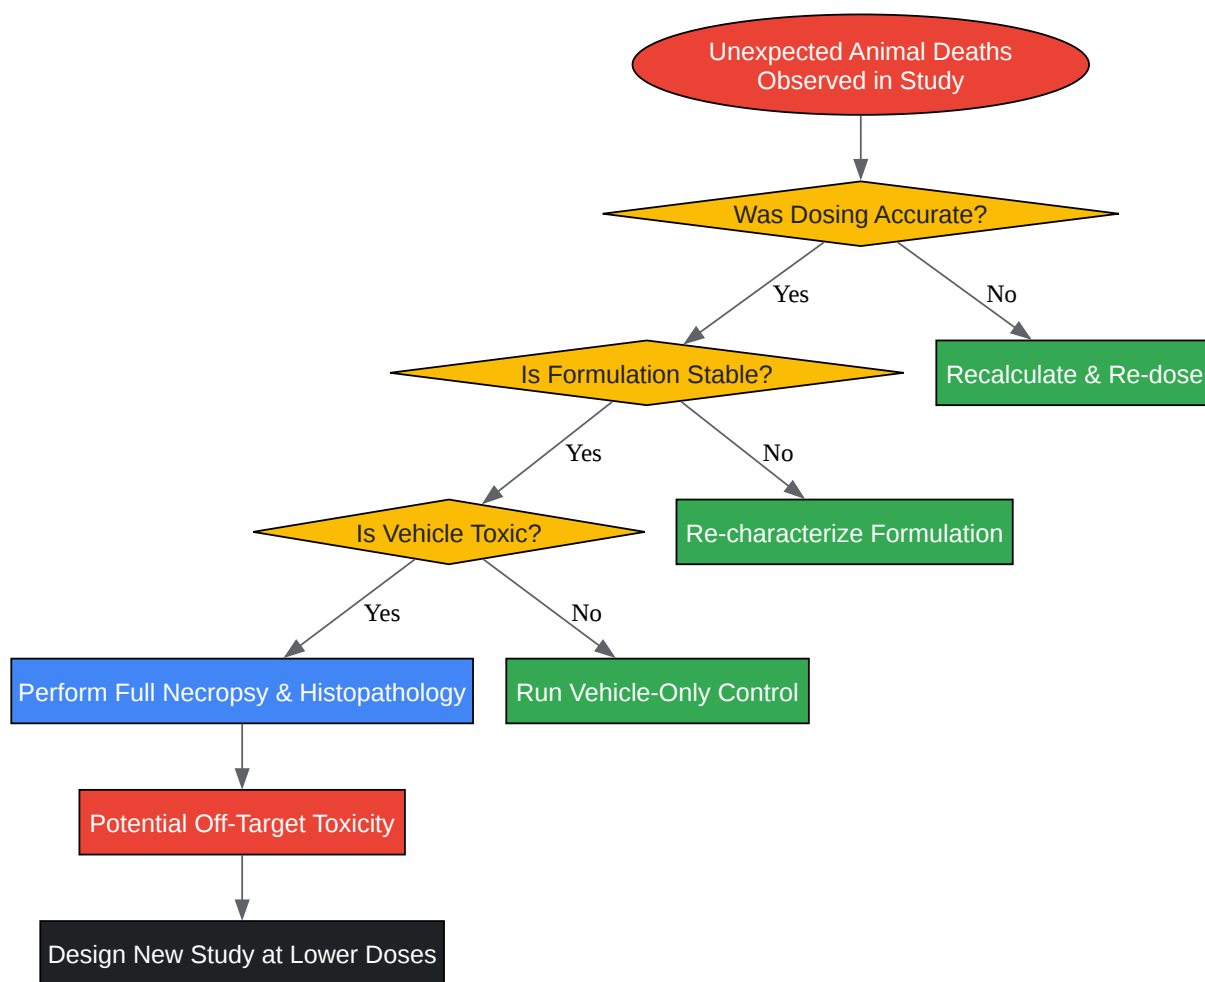 Unexpected Animal Deaths
Observed in Study
Was Dosing Accurate?
Yes
No
Is Formulation Stable?
Recalculate & Re-dose
Yes
No
Is Vehicle Toxic?
Re-characterize Formulation
Yes
No
Perform Full Necropsy & Histopathology
Run Vehicle-Only Control
Potential Off-Target Toxicity
Design New Study at Lower Doses